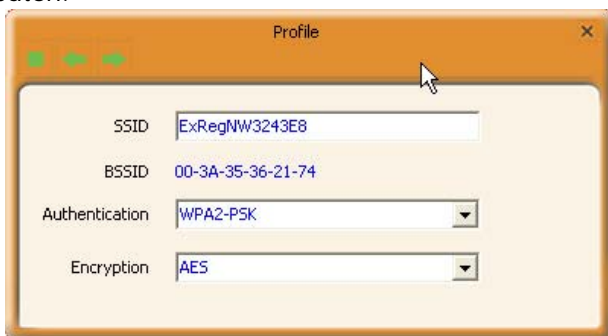 Profile
SSID ExRegNW3243E8
BSSID 00-3A-35-36-21-74
Authentication WPA2-PSK
Encryption AES